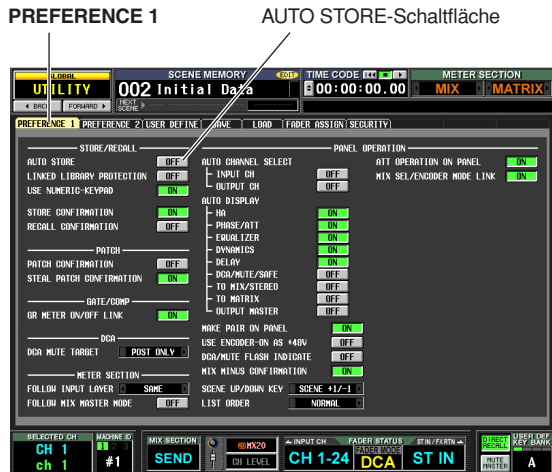 PREFERENCE 1
AUTO STORE-Schaltfläche
GLOBAL
UTILITY
BACK
FORWARD
SCENE MEMORY
EDIT
002 Initial Data
NEXT SCENE
TIME CODE
00:00:00.00
METER SECTION
MIX
MATRIX
PREFERENCE 1 PREFERENCE 2 USER DEFINE SAVE LOAD FADER ASSIGN SECURITY
STORE/RECALL
AUTO STORE OFF
LINKED LIBRARY PROTECTION OFF
USE NUMERIC-KEYPAD ON
STORE CONFIRMATION ON
RECALL CONFIRMATION OFF
PATCH
PATCH CONFIRMATION OFF
STEAL PATCH CONFIRMATION ON
GATE/COMP
GR METER ON/OFF LINK ON
DCA
DCA MUTE TARGET POST ONLY
METER SECTION
FOLLOW INPUT LAYER SAME
FOLLOW MIX MASTER MODE OFF
PANEL OPERATION
AUTO CHANNEL SELECT
INPUT CH OFF
OUTPUT CH OFF
AUTO DISPLAY
HA ON
PHASE/ATT ON
EQUALIZER ON
DYNAMICS ON
DELAY ON
DCA/MUTE/SAFE OFF
TO MIX/STEREO OFF
TO MATRIX OFF
OUTPUT MASTER OFF
MAKE PAIR ON PANEL ON
USE ENCODER-ON AS +48V OFF
DCA/MUTE FLASH INDICATE OFF
MIX MINUS CONFIRMATION ON
SCENE UP/DOWN KEY SCENE +1/-1
LIST ORDER NORMAL
ATT OPERATION ON PANEL ON
MIX SEL/ENCODER MODE LINK ON
SELECTED CH
CH 1
ch 1
MACHINE ID
1 2 3
#1
MIX SECTION
SEND
MX20
CH LEVEL
INPUT CH
CH 1-24
FADER STATUS
FADER MODE
DCA
ST IN/FXRTN
ST IN
DIRECT RECALL
MUTE MASTER
USER DEF KEY BANK
A